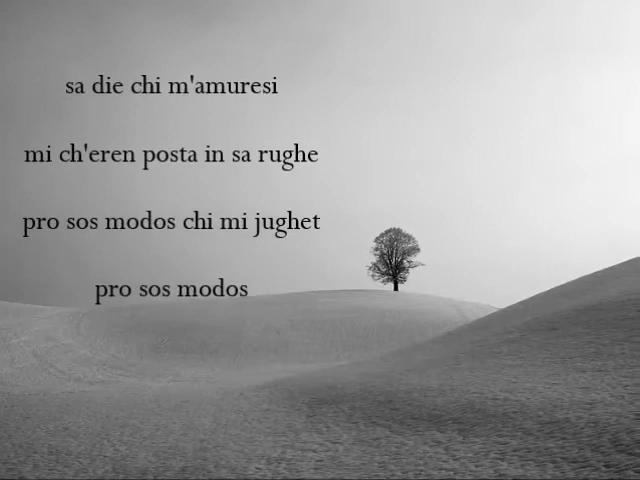 sa die chi m'amuresi
mi ch'eren posta in sa rughe
pro sos modos chi mi jughet
pro sos modos